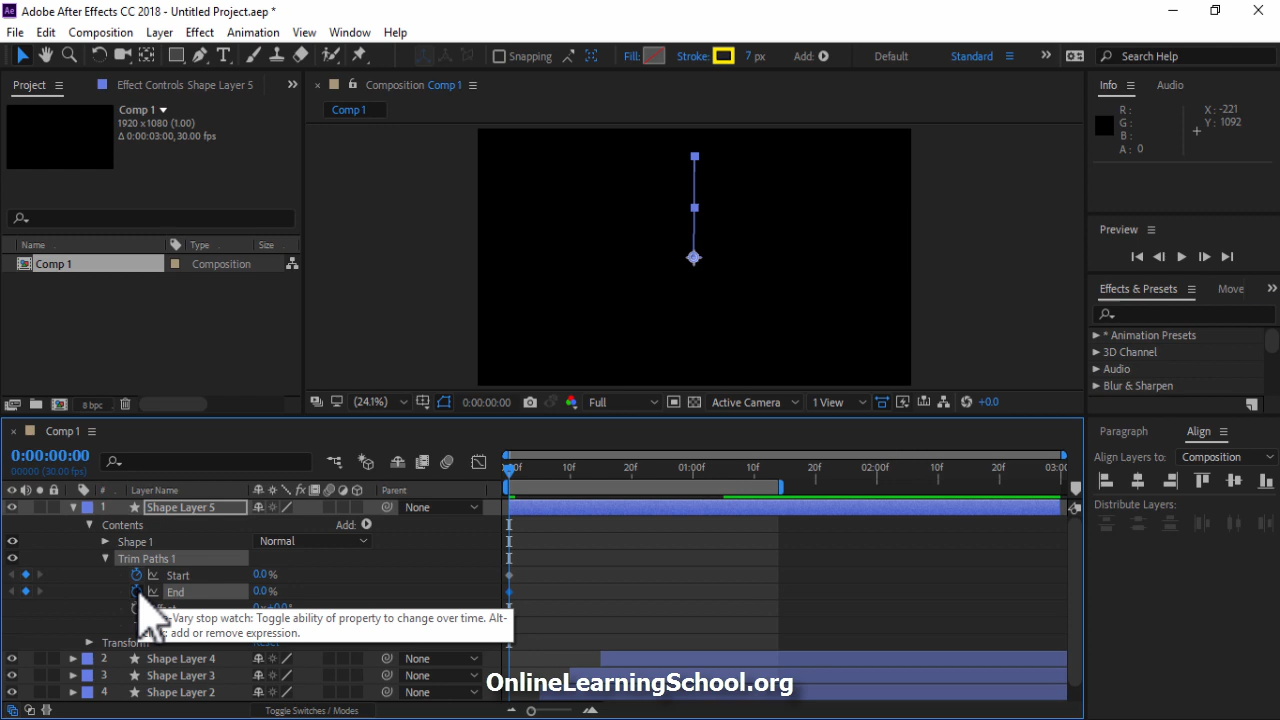 Adobe After Effects CC 2018 - Untitled Project.aep *
File Edit Composition Layer Effect Animation View Window Help
Snapping Fill: Stroke: 7 px Add: Default Standard Search Help
Project Effect Controls Shape Layer 5 Composition Comp 1 Info Audio
Comp 1
1920 x 1080 (1.00)
Δ 0:00:03:00, 30.00 fps
Comp 1
R:
G:
B:
A: 0
X: -221
Y: 1092
Preview
Name Type Size
Comp 1 Composition
Effects & Presets Move
* Animation Presets
3D Channel
Audio
Blur & Sharpen
8 bpc (24.1%) 0:00:00:00 Full Active Camera 1 View +0.0
Comp 1
Paragraph Align
0:00:00:00
00000 (30.00 fps)
:00f 10f 20f 01:00f 10f 20f 02:00f 10f 20f 03:00
Align Layers to: Composition
# Layer Name Parent
1 Shape Layer 5 None
Distribute Layers:
Contents Add:
Shape 1 Normal
Trim Paths 1
Start 0.0 %
End 0.0 %
-Vary stop watch: Toggle ability of property to change over time. Alt-
add or remove expression.
Transform Reset
2 Shape Layer 4 None
3 Shape Layer 3 None
4 Shape Layer 2 None
OnlineLearningSchool.org
Toggle Switches / Modes